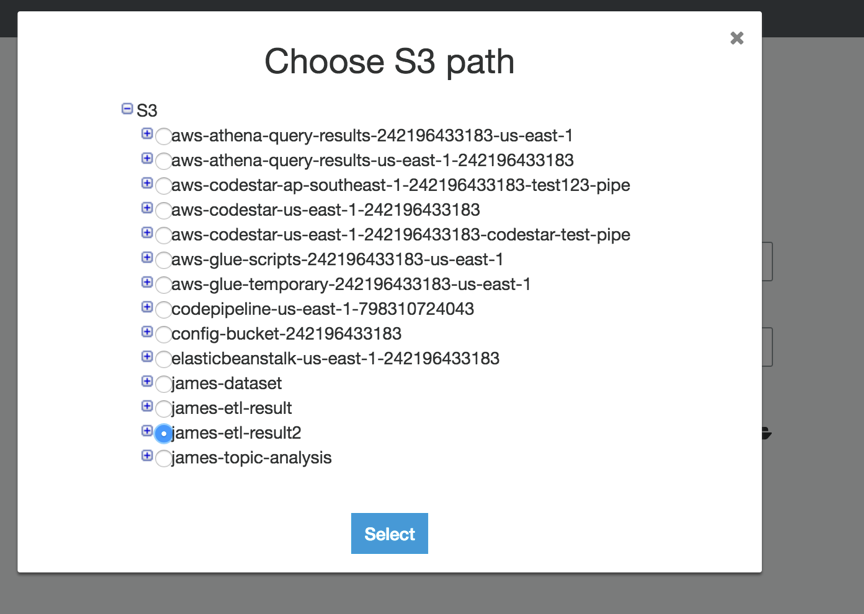 Choose S3 path
S3
aws-athena-query-results-242196433183-us-east-1
aws-athena-query-results-us-east-1-242196433183
aws-codestar-ap-southeast-1-242196433183-test123-pipe
aws-codestar-us-east-1-242196433183
aws-codestar-us-east-1-242196433183-codestar-test-pipe
aws-glue-scripts-242196433183-us-east-1
aws-glue-temporary-242196433183-us-east-1
codepipeline-us-east-1-798310724043
config-bucket-242196433183
elasticbeanstalk-us-east-1-242196433183
james-dataset
james-etl-result
james-etl-result2
james-topic-analysis
Select